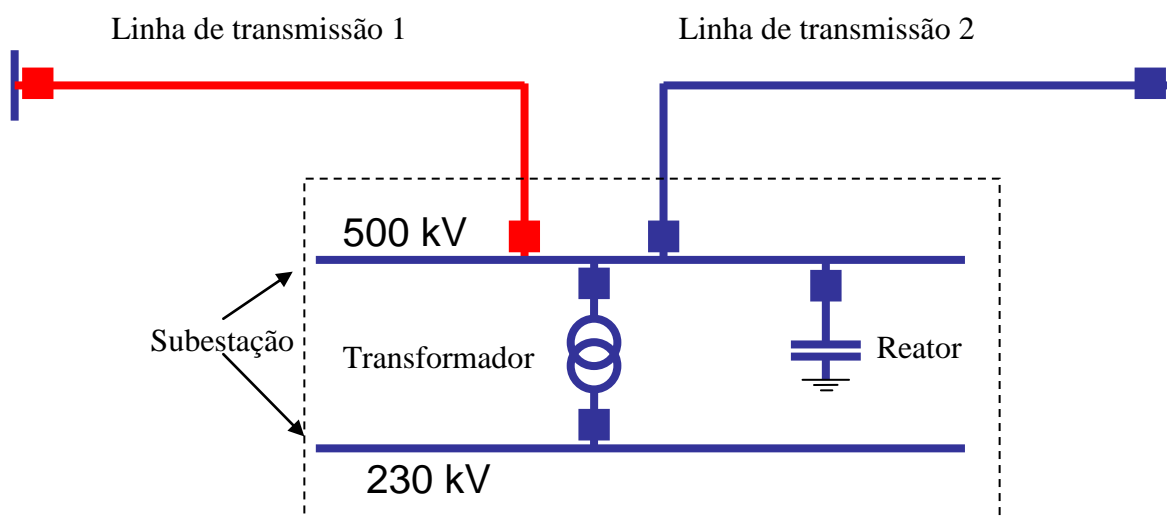 Linha de transmissão 1
Linha de transmissão 2
500 kV
Subestação
Transformador
Reator
230 kV